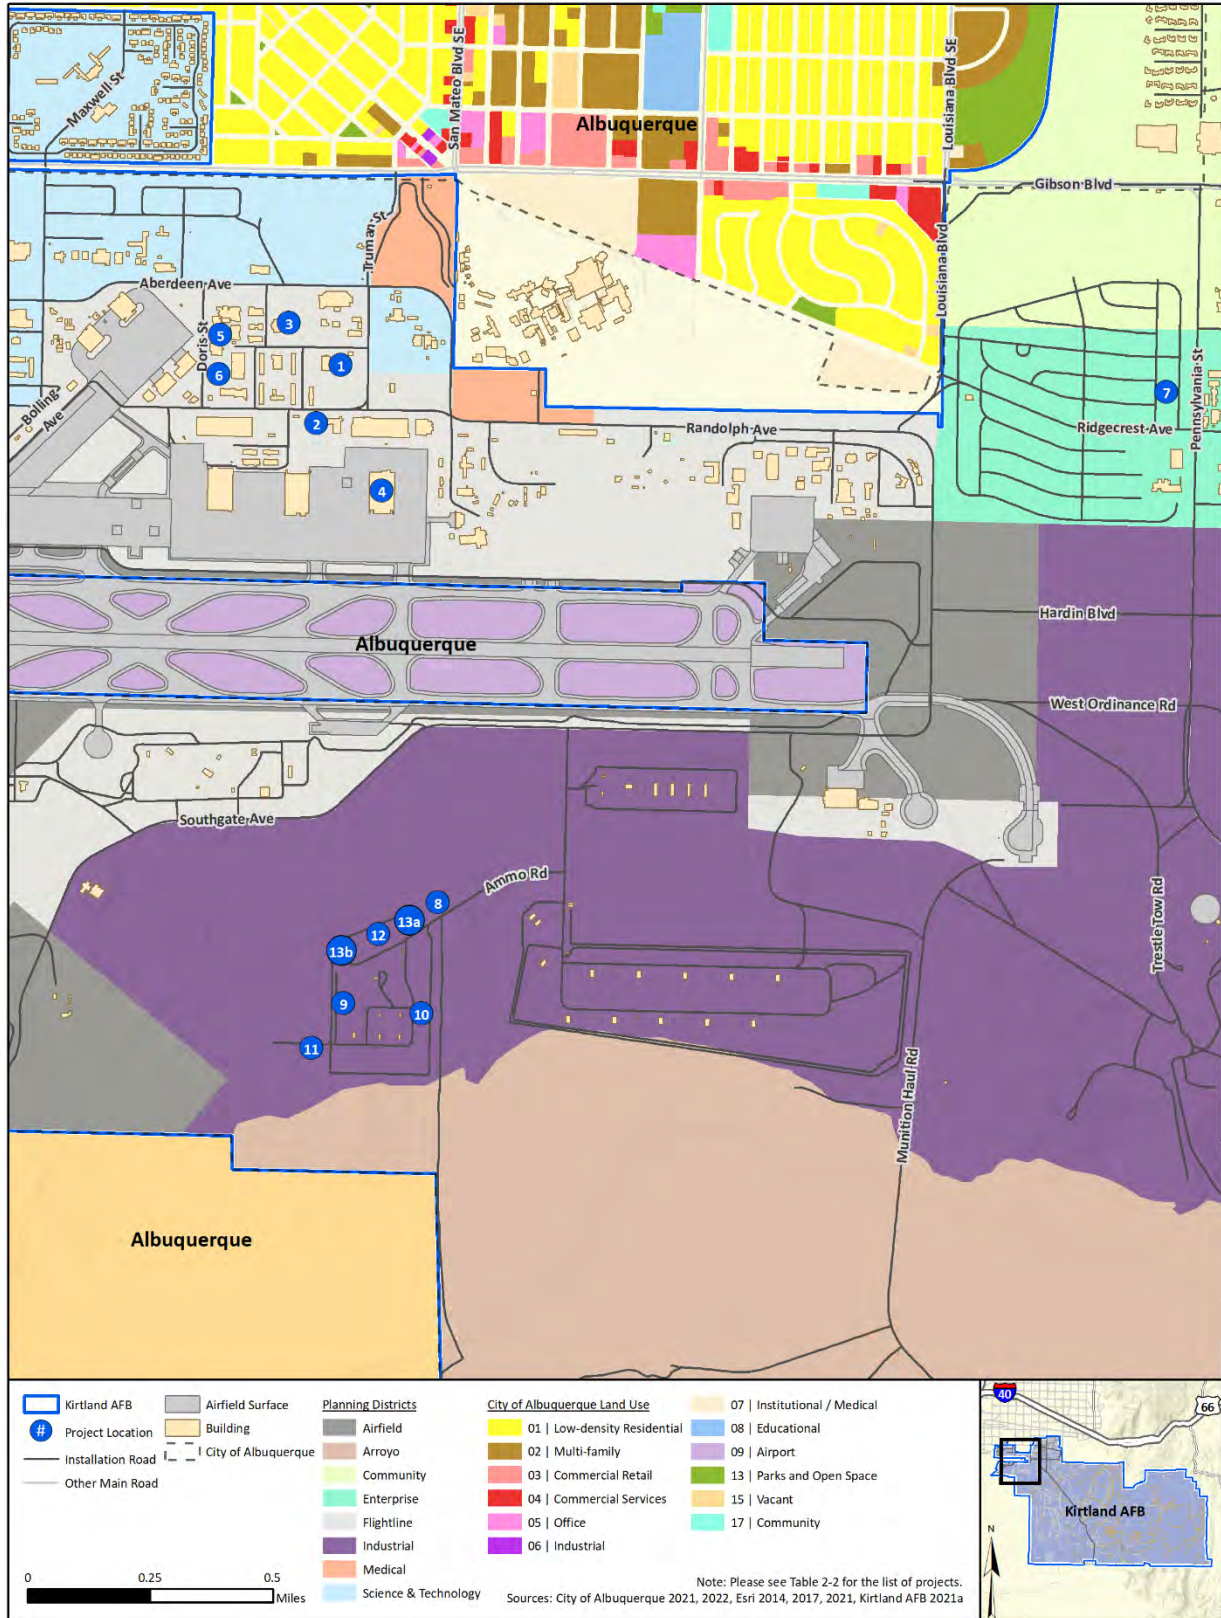 Maxwell St
San Mateo Blvd SE
Albuquerque
Louisiana Blvd SE
Gibson Blvd
Truman St
Louisiana Blvd
Aberdeen Ave
Doris St
3
5
1
6
7
Bolling Ave
2
Randolph Ave
Ridgecrest Ave
Pennsylvania St
4
Hardin Blvd
Albuquerque
West Ordinance Rd
Southgate Ave
Ammo Rd
8
13a
12
13b
Trestle Tow Rd
9
10
11
Munition Haul Rd
Albuquerque
Kirtland AFB
# Project Location
Installation Road
Other Main Road
Airfield Surface
Building
City of Albuquerque
Planning Districts
Airfield
Arroyo
Community
Enterprise
Flightline
Industrial
Medical
Science & Technology
City of Albuquerque Land Use
01 | Low-density Residential
02 | Multi-family
03 | Commercial Retail
04 | Commercial Services
05 | Office
06 | Industrial
07 | Institutional / Medical
08 | Educational
09 | Airport
13 | Parks and Open Space
15 | Vacant
17 | Community
0 0.25 0.5
Miles
Note: Please see Table 2-2 for the list of projects.
Sources: City of Albuquerque 2021, 2022, Esri 2014, 2017, 2021, Kirtland AFB 2021a
40
66
Kirtland AFB
N